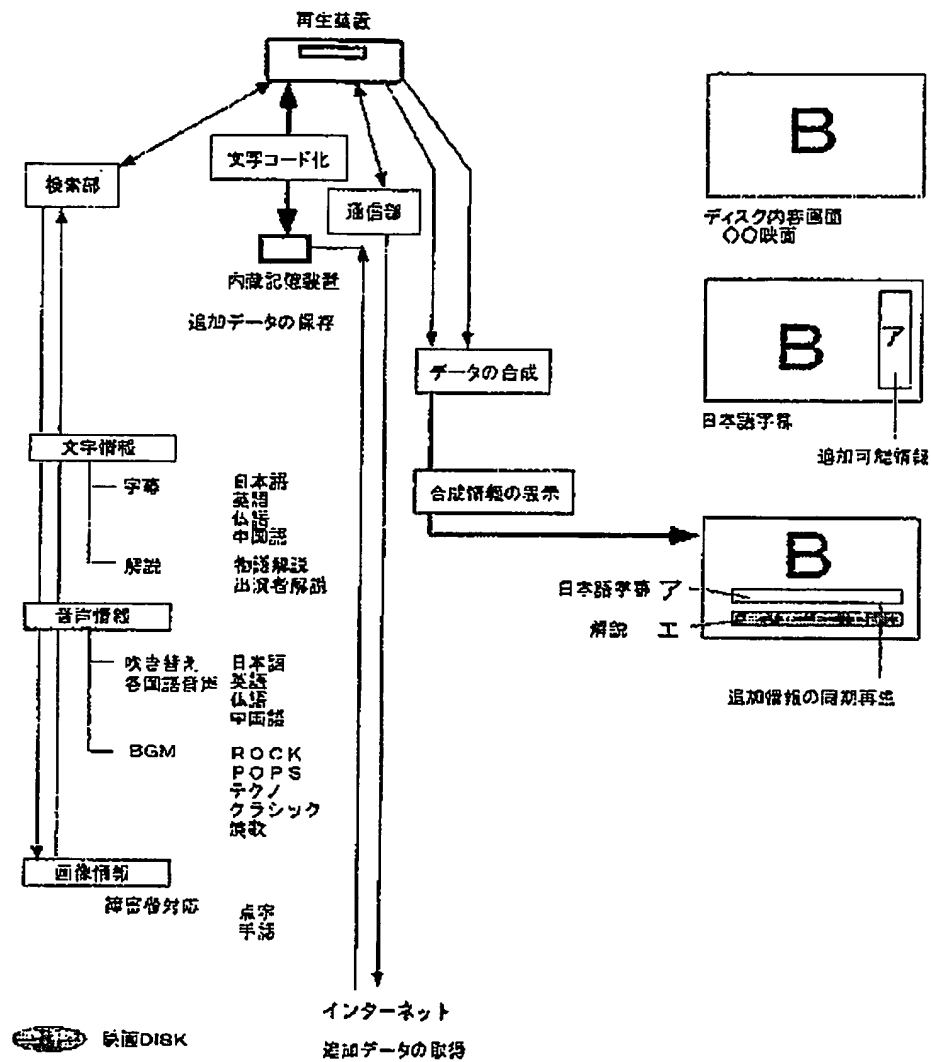 再生装置
文字コード化
検索部
通信部
内蔵記憶装置
追加データの保存
データの合成
合成情報の表示
文字情報
字幕
日本語
英語
仏語
中国語
解説
物語解説
出演者解説
音声情報
吹き替え
各国語音声
日本語
英語
仏語
中国語
BGM
ROCK
POPS
テクノ
クラシック
演歌
画像情報
障害者対応
点字
手話
インターネット
追加データの取得
映画DISK
B
ディスク内容画面
〇〇映画
B
ア
日本語字幕
追加可能情報
B
日本語字幕 ア
解説 エ
追加情報の同期再生